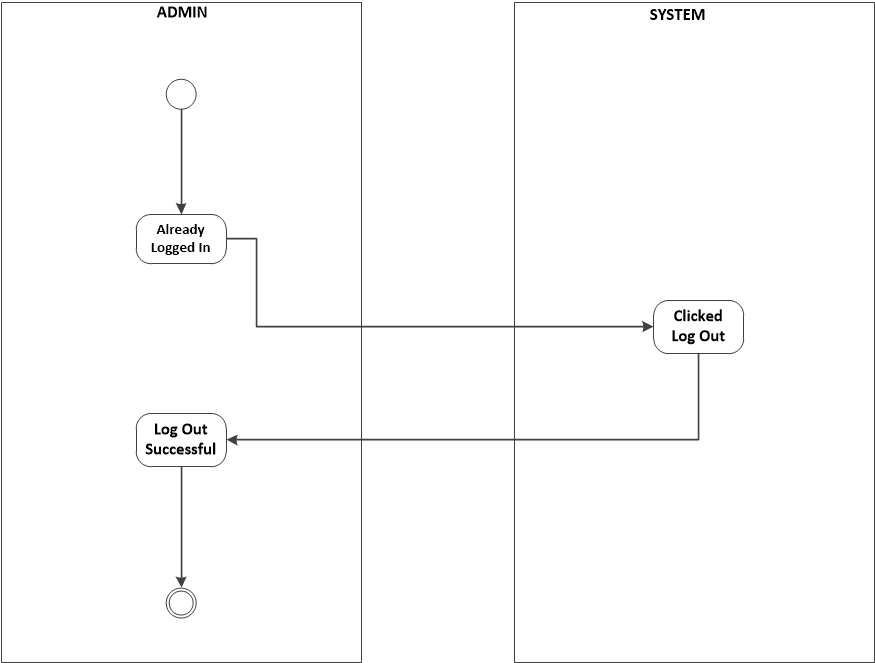 ADMIN
SYSTEM
Already
Logged In
Clicked
Log Out
Log Out
Successful